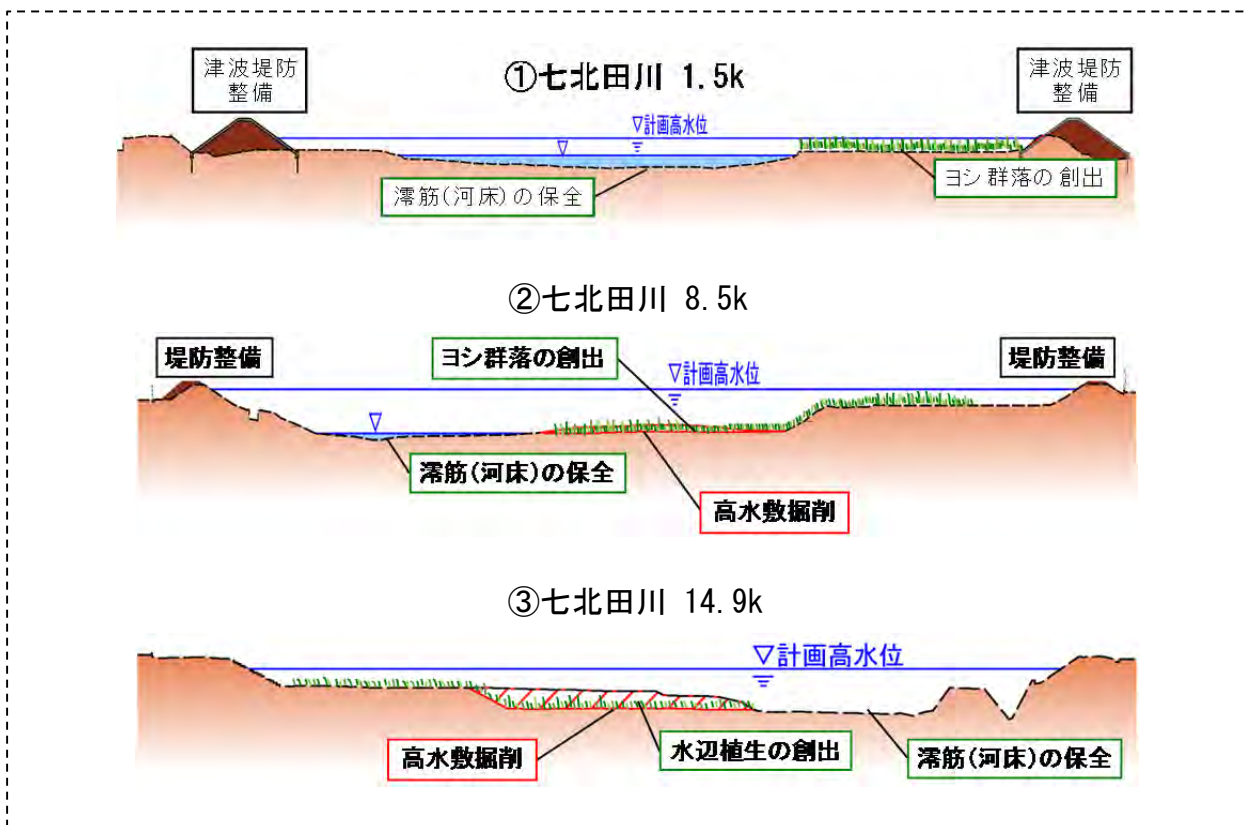 津波堤防
整備
①七北田川 1.5k
津波堤防
整備
▽計画高水位
▽
澪筋(河床)の保全
ヨシ群落の創出
②七北田川 8.5k
堤防整備
ヨシ群落の創出
▽計画高水位
堤防整備
▽
澪筋(河床)の保全
高水敷掘削
③七北田川 14.9k
▽計画高水位
高水敷掘削
水辺植生の創出
澪筋(河床)の保全